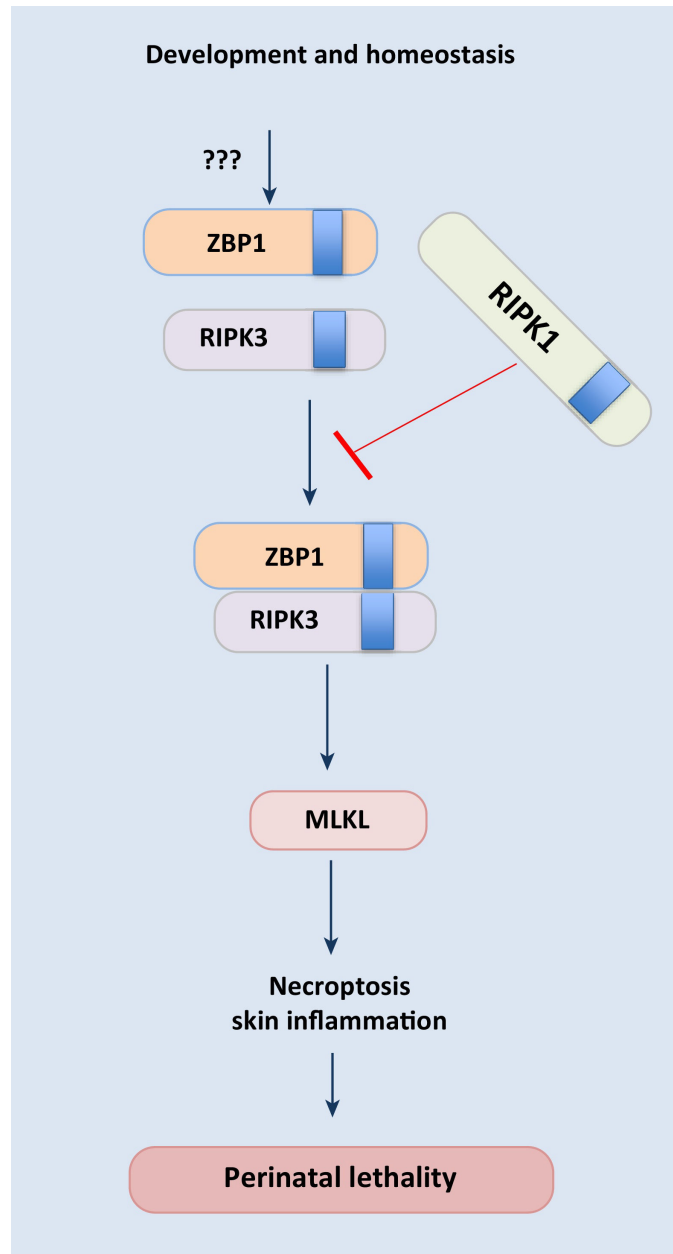 Development and homeostasis
???
ZBP1
RIPK3
RIPK1
ZBP1
RIPK3
MLKL
Necroptosis
skin inflammation
Perinatal lethality